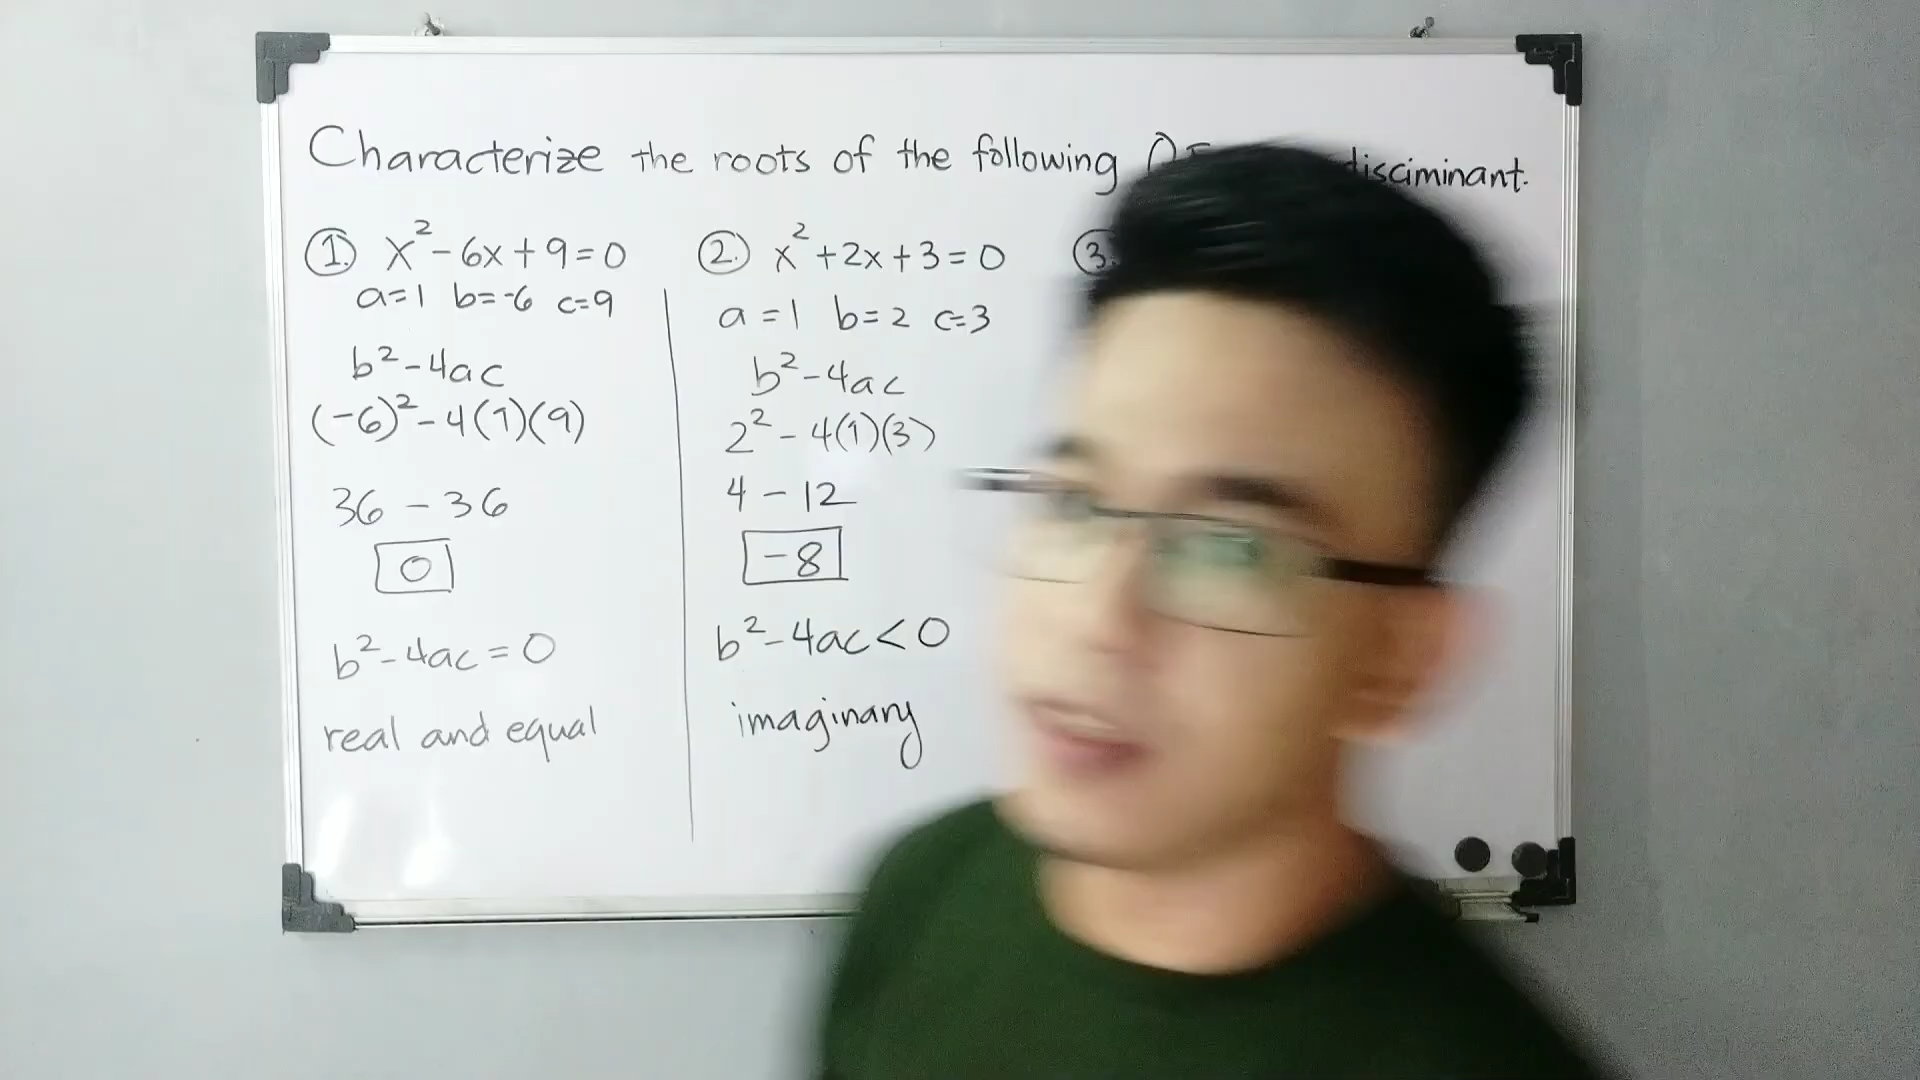 Characterize the roots of the following disciminant.
1. x² - 6x + 9 = 0
a=1 b=-6 c=9
b² - 4ac
(-6)² - 4(1)(9)
36 - 36
0
b² - 4ac = 0
real and equal
2. x² + 2x + 3 = 0
a=1 b=2 c=3
b² - 4ac
2² - 4(1)(3)
4 - 12
-8
b² - 4ac < 0
imaginary
3.